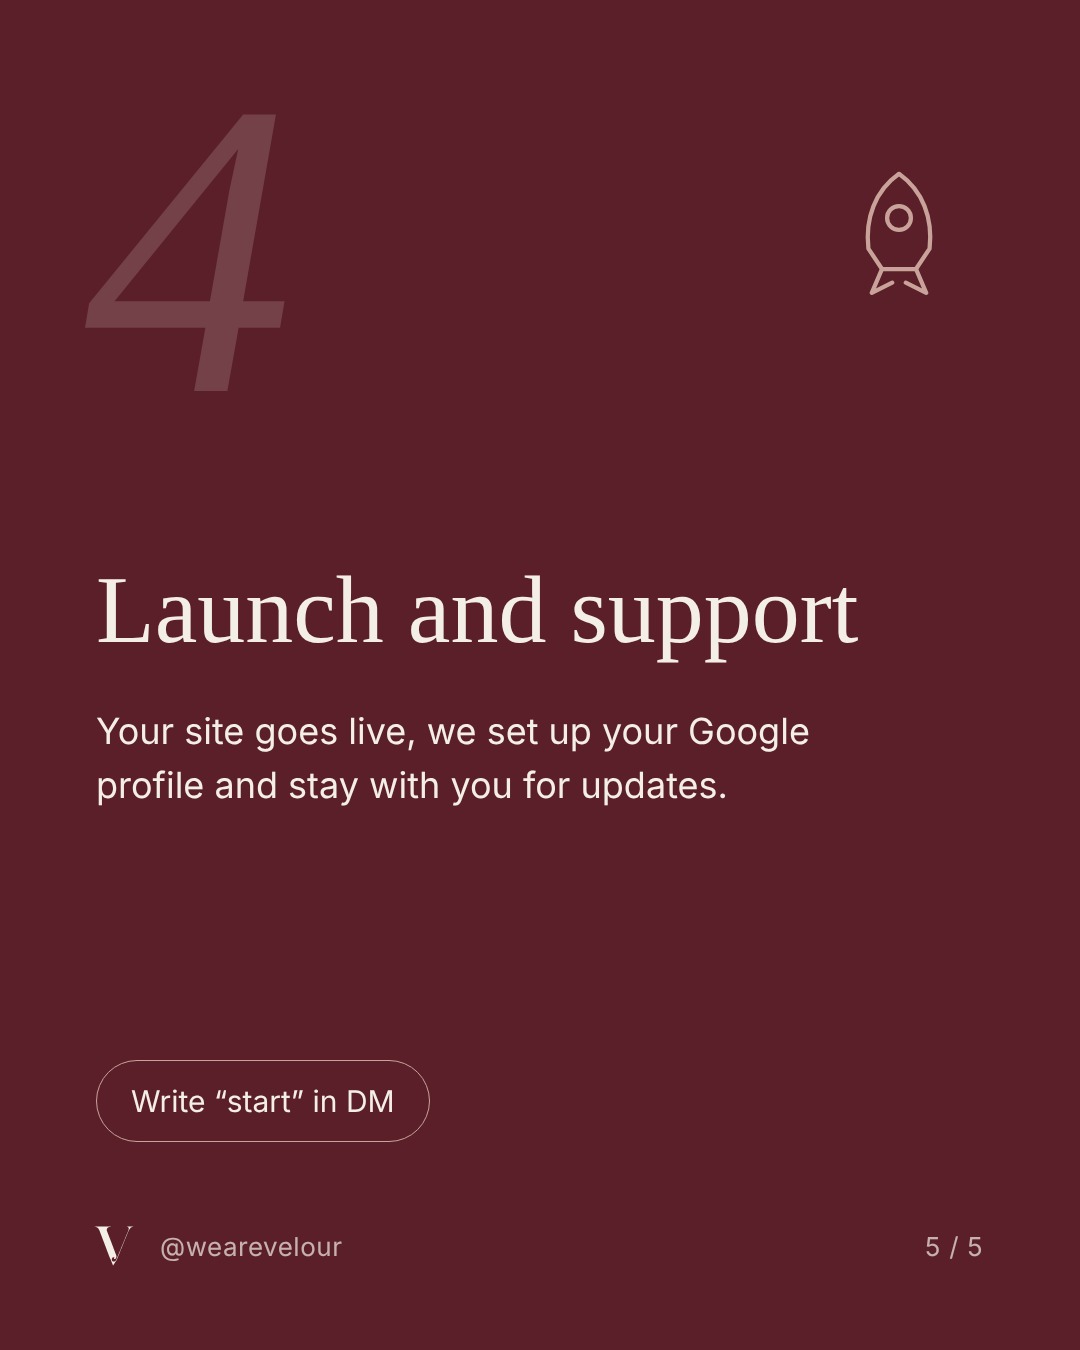 4
Launch and support
Your site goes live, we set up your Google
profile and stay with you for updates.
Write “start” in DM
V @wearevelour
5 / 5